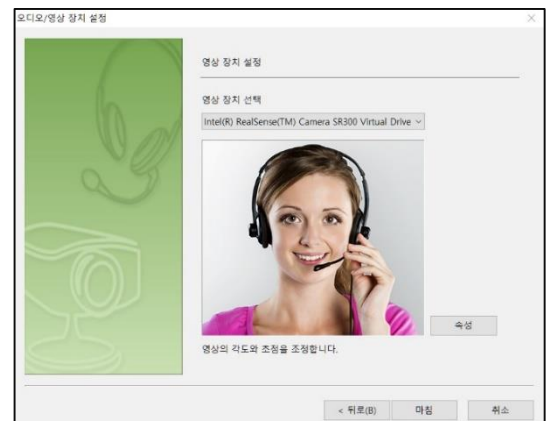 오디오/영상 장치 설정
영상 장치 설정
영상 장치 선택
Intel(R) RealSense(TM) Camera SR300 Virtual Drive
속성
영상의 각도와 초점을 조정합니다.
< 뒤로(B) 마침 취소